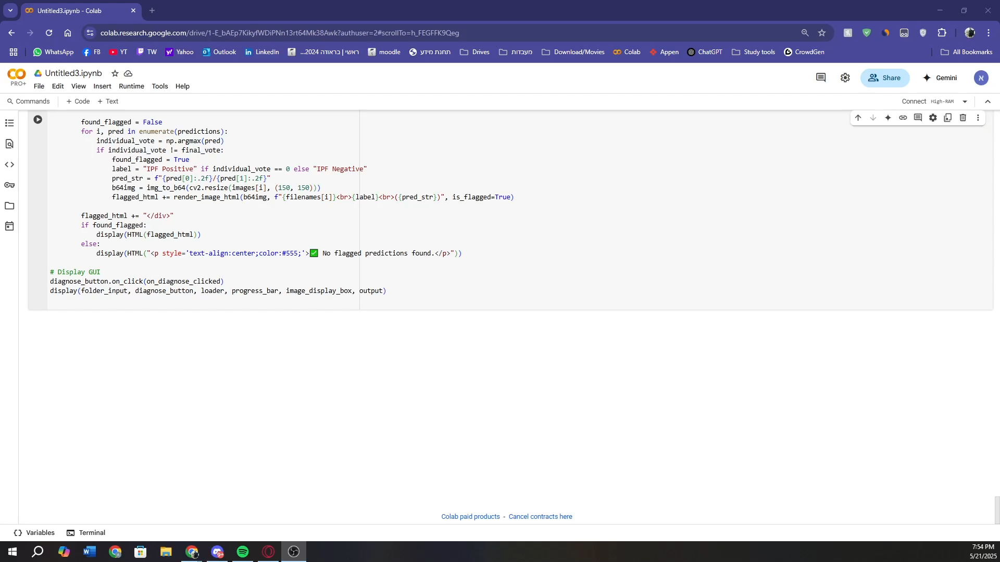 Untitled3.ipynb - Colab
colab.research.google.com/drive/1-E_bAEp7KikyfWDiPNn13rt64Mk38Awk?authuser=2#scrollTo=h_FEGFFK9Qeg
WhatsApp FB YT TW Yahoo Outlook LinkedIn ראשי | בראודה 2024... moodle תחנת מידע Drives מעבדות Download/Movies Colab Appen ChatGPT Study tools CrowdGen All Bookmarks
CO PRO+
Untitled3.ipynb
File Edit View Insert Runtime Tools Help
Share Gemini א
Commands + Code + Text Connect High-RAM
found_flagged = False
for i, pred in enumerate(predictions):
individual_vote = np.argmax(pred)
if individual_vote != final_vote:
found_flagged = True
label = "IPF Positive" if individual_vote == 0 else "IPF Negative"
pred_str = f"{pred[0]:.2f}/{pred[1]:.2f}"
b64img = img_to_b64(cv2.resize(images[i], (150, 150)))
flagged_html += render_image_html(b64img, f"{filenames[i]}<br>{label}<br>({pred_str})", is_flagged=True)
flagged_html += "</div>"
if found_flagged:
display(HTML(flagged_html))
else:
display(HTML("<p style='text-align:center;color:#555;'>✅ No flagged predictions found.</p>"))
# Display GUI
diagnose_button.on_click(on_diagnose_clicked)
display(folder_input, diagnose_button, loader, progress_bar, image_display_box, output)
Colab paid products - Cancel contracts here
Variables Terminal
9+
7:54 PM
5/21/2025